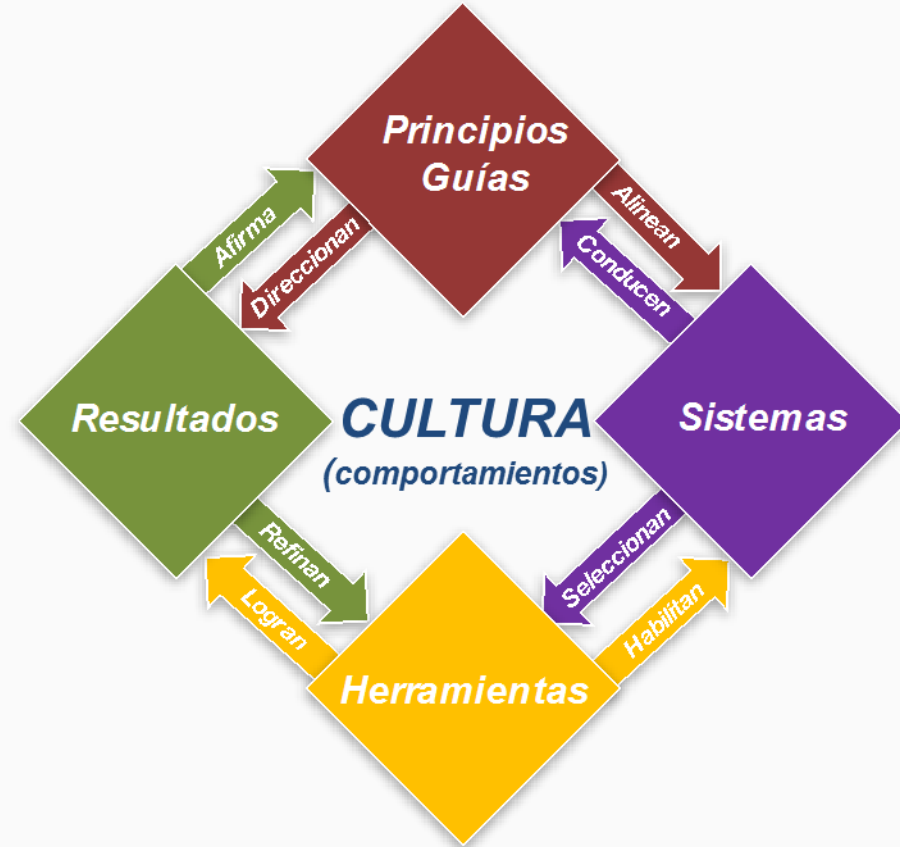 Principios
Guías
Afirma
Direccionan
Alinean
Conducen
Resultados
CULTURA
(comportamientos)
Sistemas
Refinan
Logran
Seleccionan
Habilitan
Herramientas